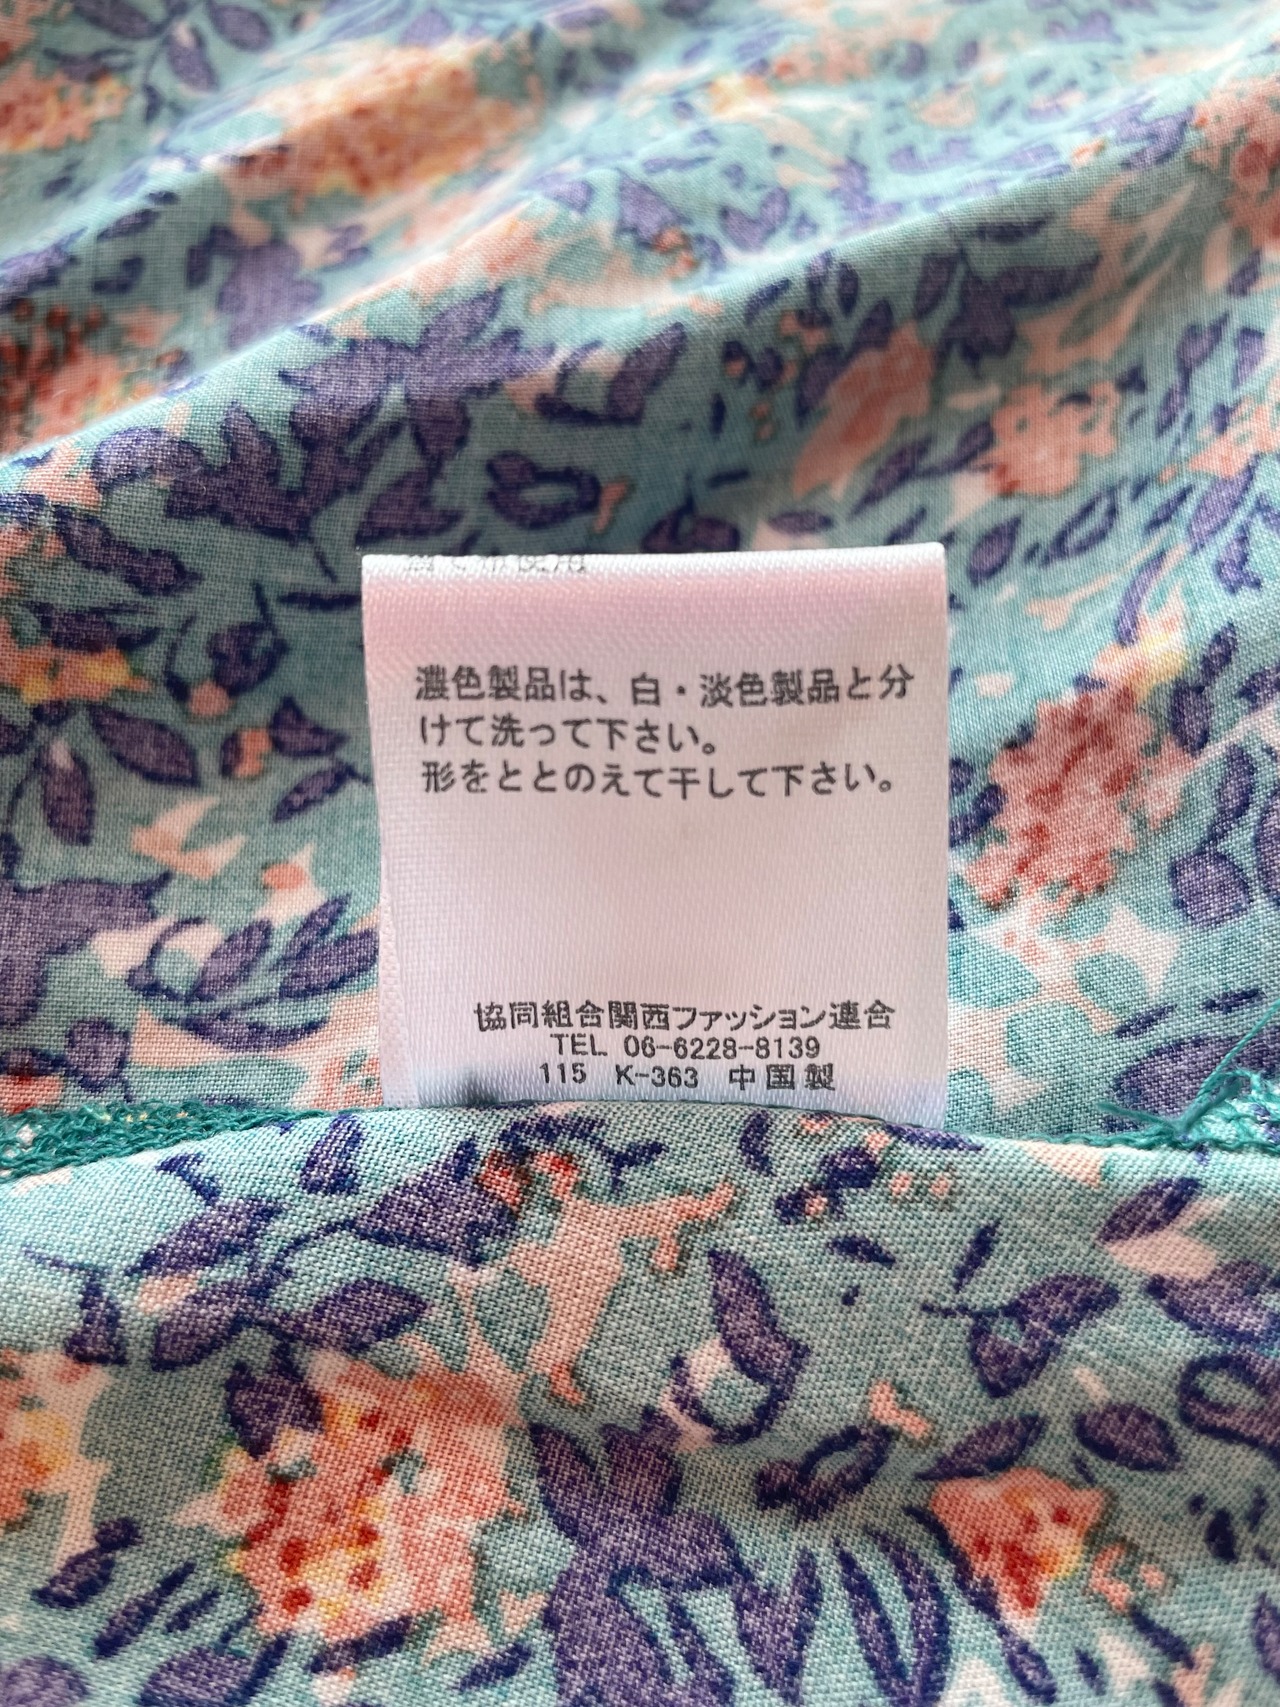 濃色製品は、白・淡色製品と分
けて洗って下さい。
形をととのえて干して下さい。
協同組合関西ファッション連合
TEL 06-6228-8139
115 K-363 中国製